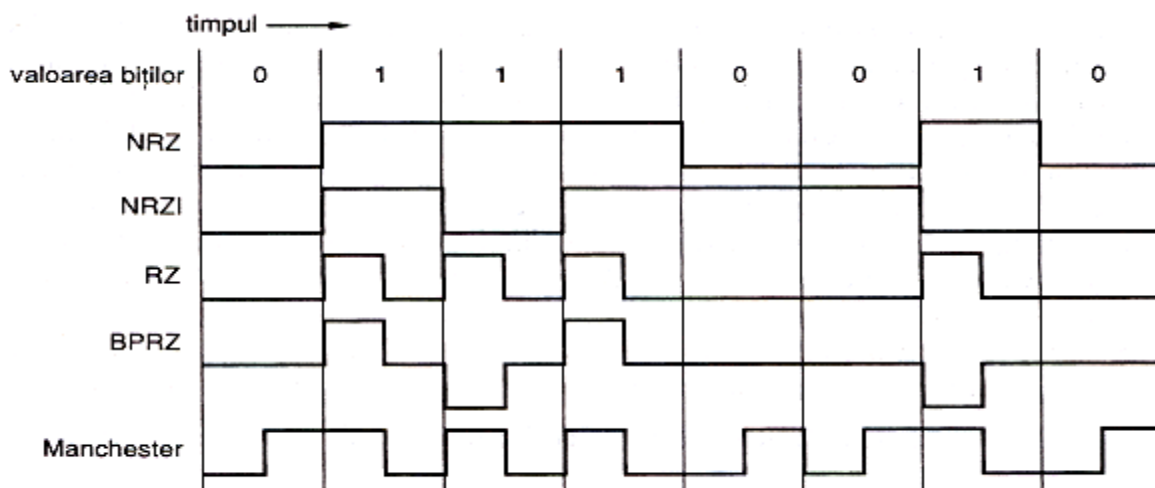 timpul
valoarea biților 0 1 1 1 0 0 1 0
NRZ
NRZI
RZ
BPRZ
Manchester